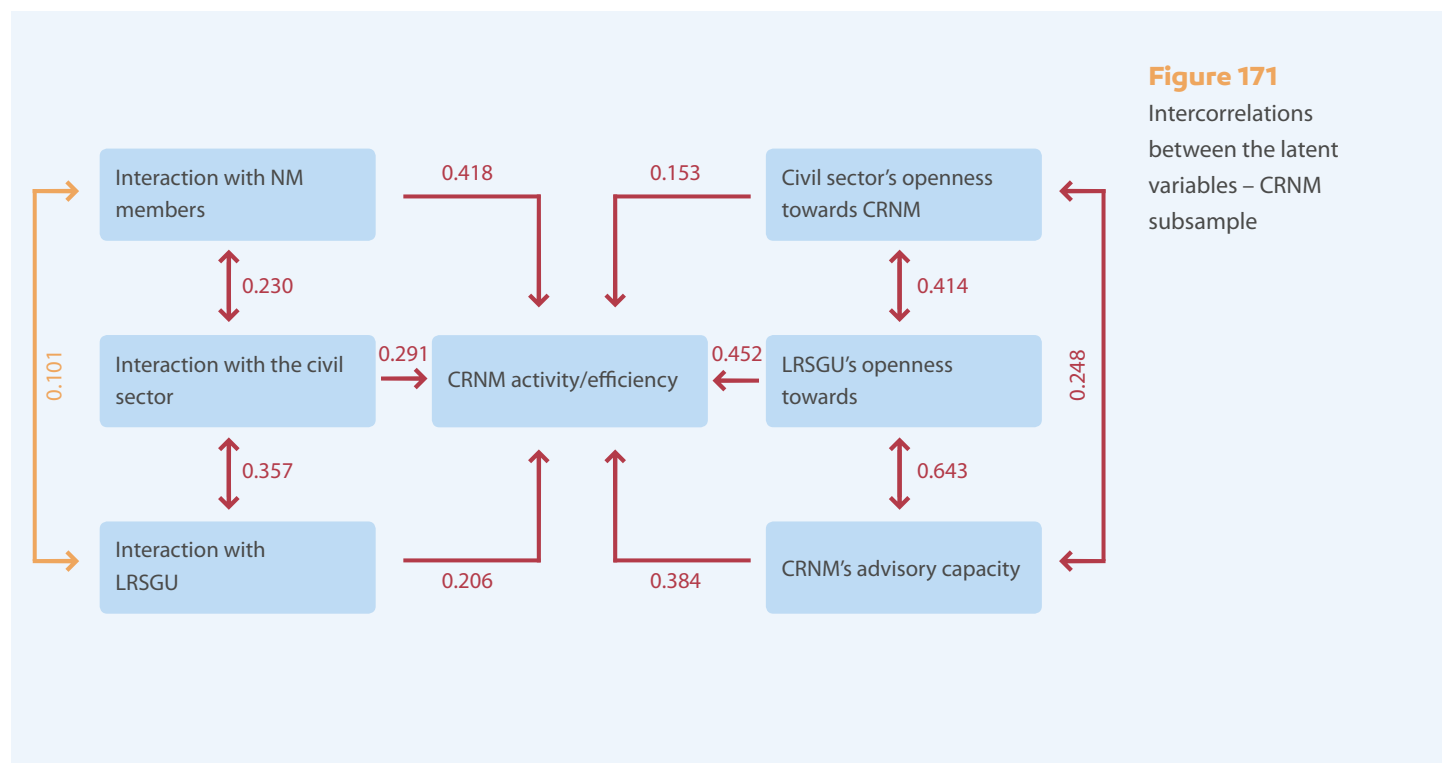 Figure 171
Intercorrelations
between the latent
variables – CRNM
subsample
Interaction with NM
members
0.418
0.153
Civil sector's openness
towards CRNM
0.230
0.414
0.101
Interaction with the civil
sector
0.291
CRNM activity/efficiency
0.452
LRSGU's openness
towards
0.248
0.357
0.643
Interaction with
LRSGU
0.206
0.384
CRNM's advisory capacity